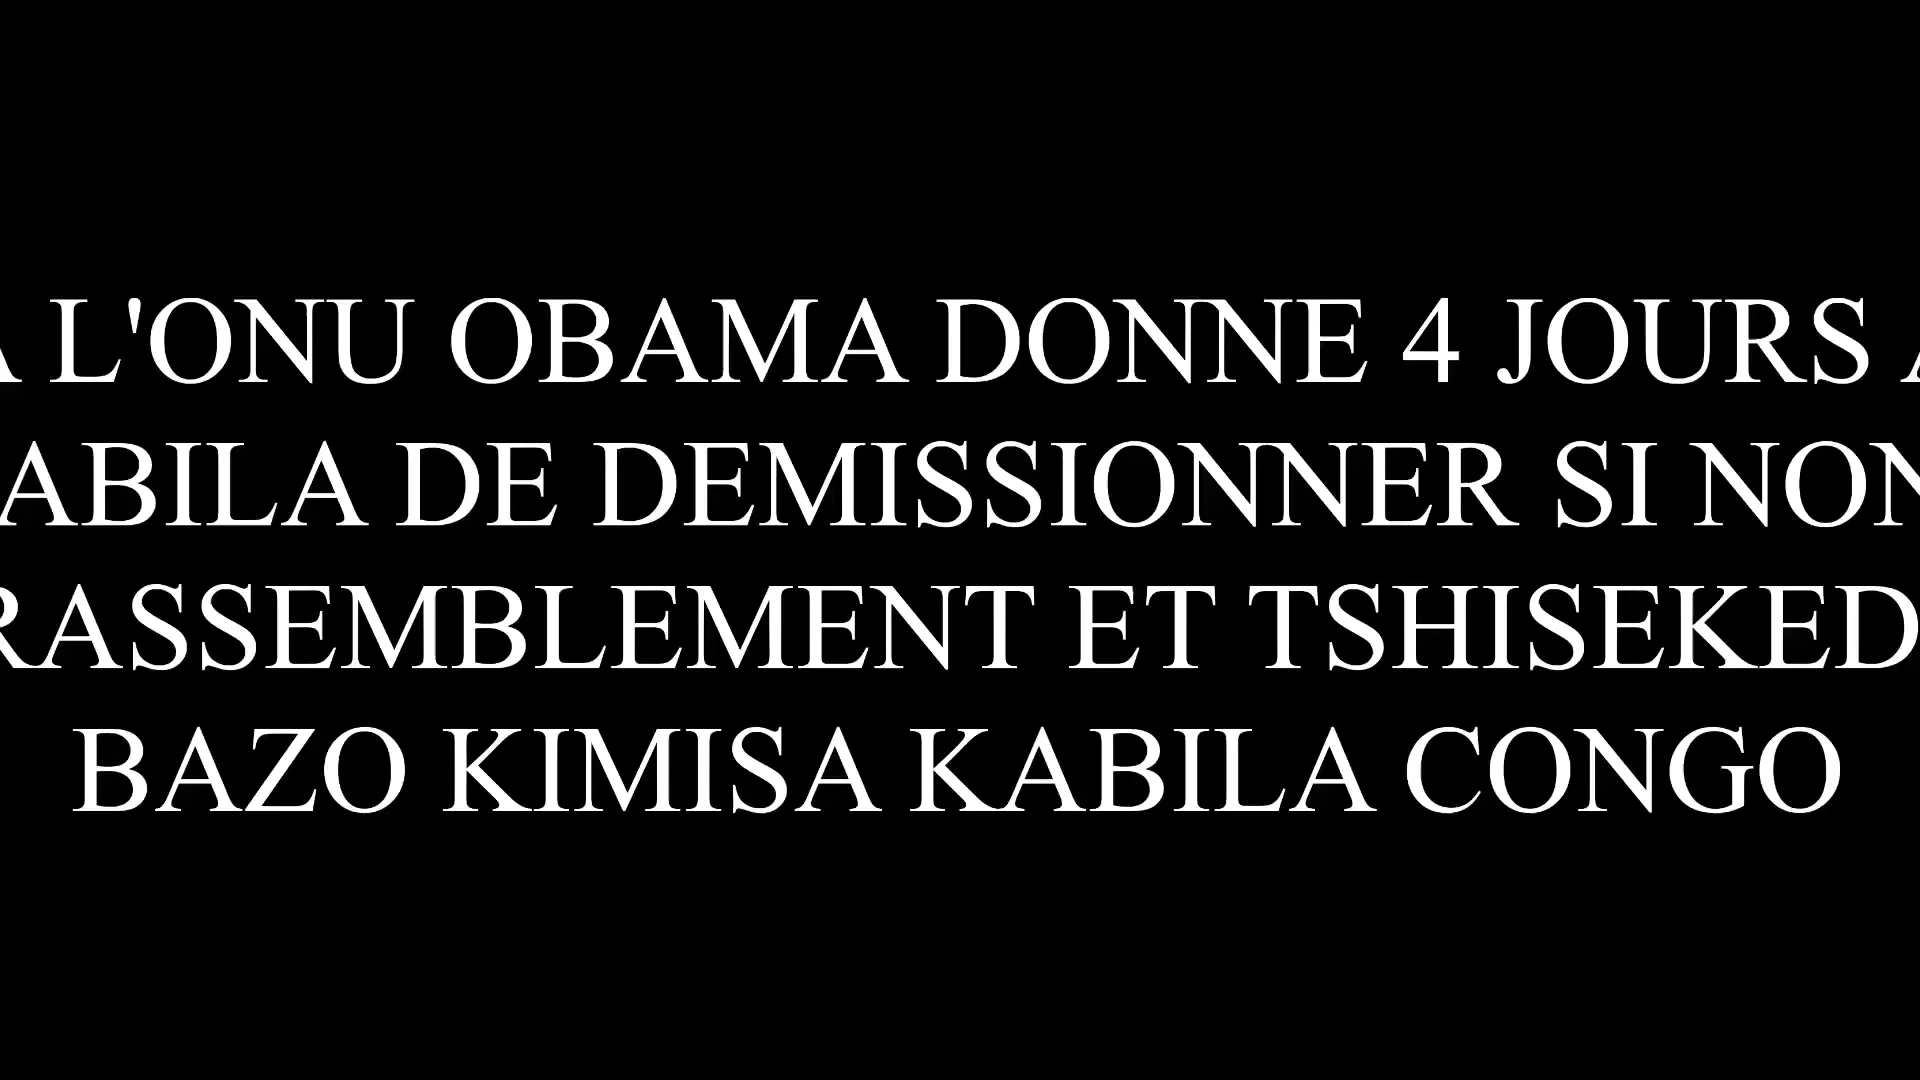 A L'ONU OBAMA DONNE 4 JOURS A
ABILA DE DEMISSIONNER SI NON
RASSEMBLEMENT ET TSHISEKED
BAZO KIMISA KABILA CONGO